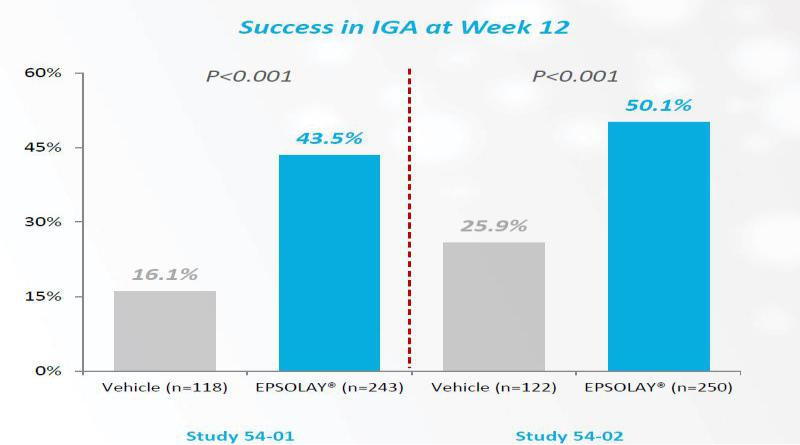 Success in IGA at Week 12
60%
45%
30%
15%
0%
P<0.001
P<0.001
16.1%
43.5%
25.9%
50.1%
Vehicle (n=118)
EPSOLAY® (n=243)
Vehicle (n=122)
EPSOLAY® (n=250)
Study 54-01
Study 54-02